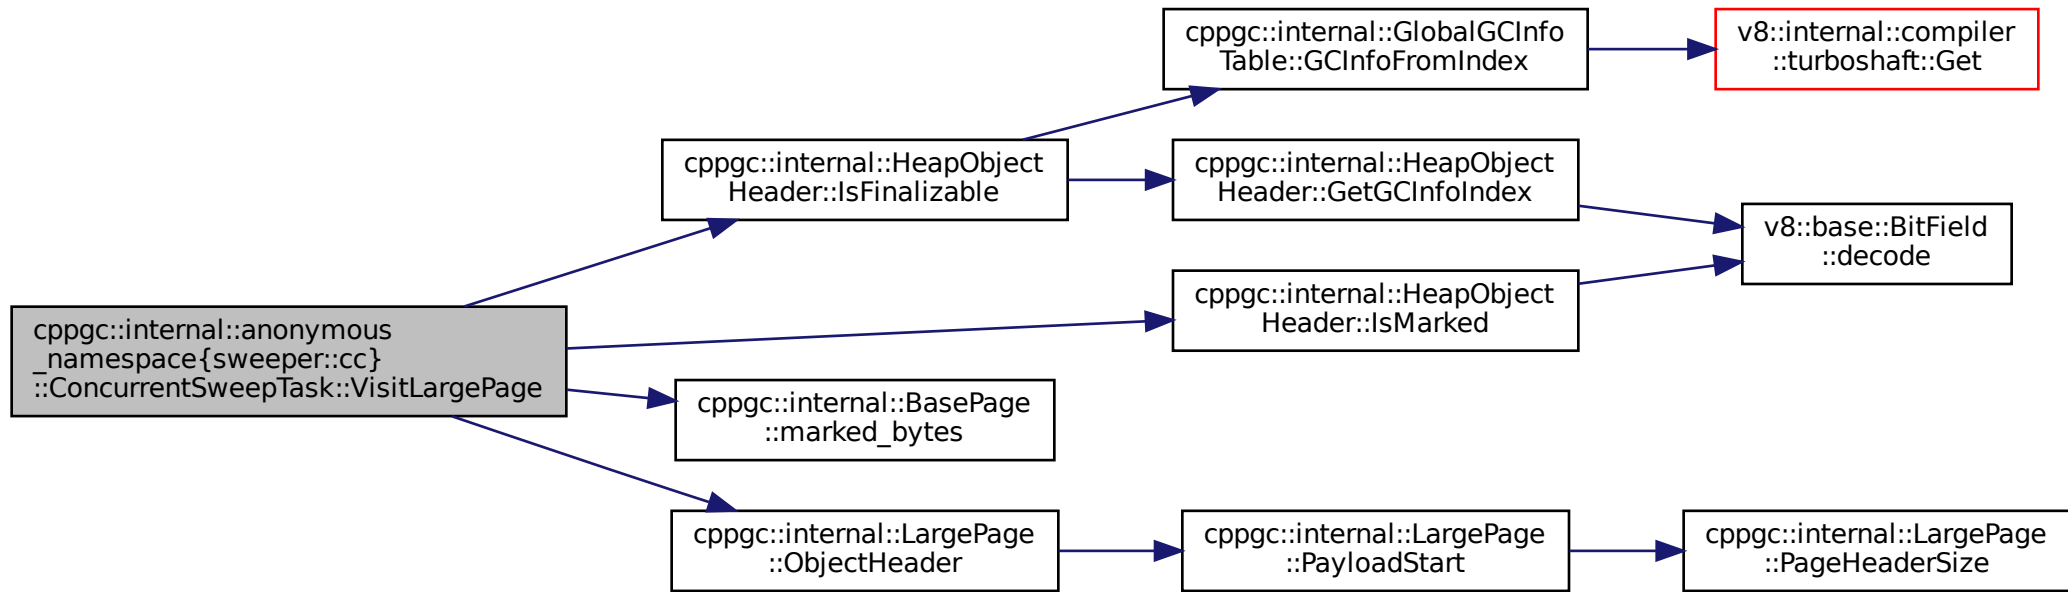 cppgc::internal::GlobalGCInfo
Table::GCInfoFromIndex
v8::internal::compiler
::turboshaft::Get
cppgc::internal::HeapObject
Header::IsFinalizable
cppgc::internal::HeapObject
Header::GetGCInfoIndex
v8::base::BitField
::decode
cppgc::internal::HeapObject
Header::IsMarked
cppgc::internal::anonymous
_namespace{sweeper::cc}
::ConcurrentSweepTask::VisitLargePage
cppgc::internal::BasePage
::marked_bytes
cppgc::internal::LargePage
::ObjectHeader
cppgc::internal::LargePage
::PayloadStart
cppgc::internal::LargePage
::PageHeaderSize